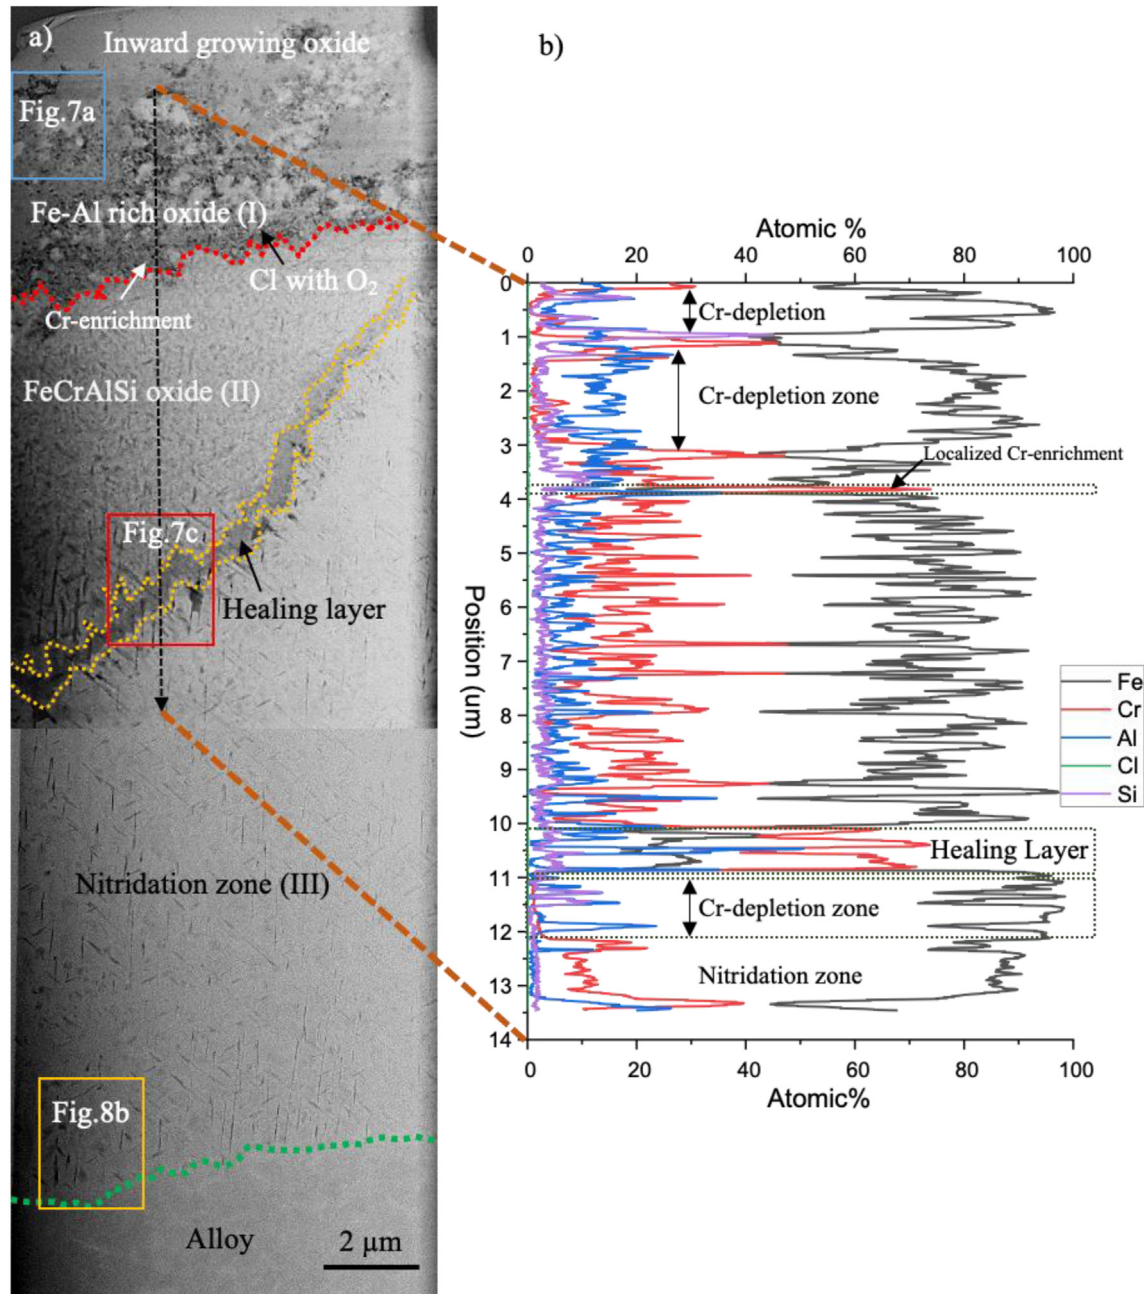 a)
Inward growing oxide
Fig.7a
Fe-Al rich oxide (I)
Cl with O2
Cr-enrichment
FeCrAlSi oxide (II)
Fig.7c
Healing layer
Nitridation zone (III)
Fig.8b
Alloy
2 μm
b)
Atomic %
0 20 40 60 80 100
0
1
2
3
4
5
6
7
8
9
10
11
12
13
14
Position (um)
Cr-depletion
Cr-depletion zone
Localized Cr-enrichment
Fe
Cr
Al
Cl
Si
Healing Layer
Cr-depletion zone
Nitridation zone
0 20 40 60 80 100
Atomic%